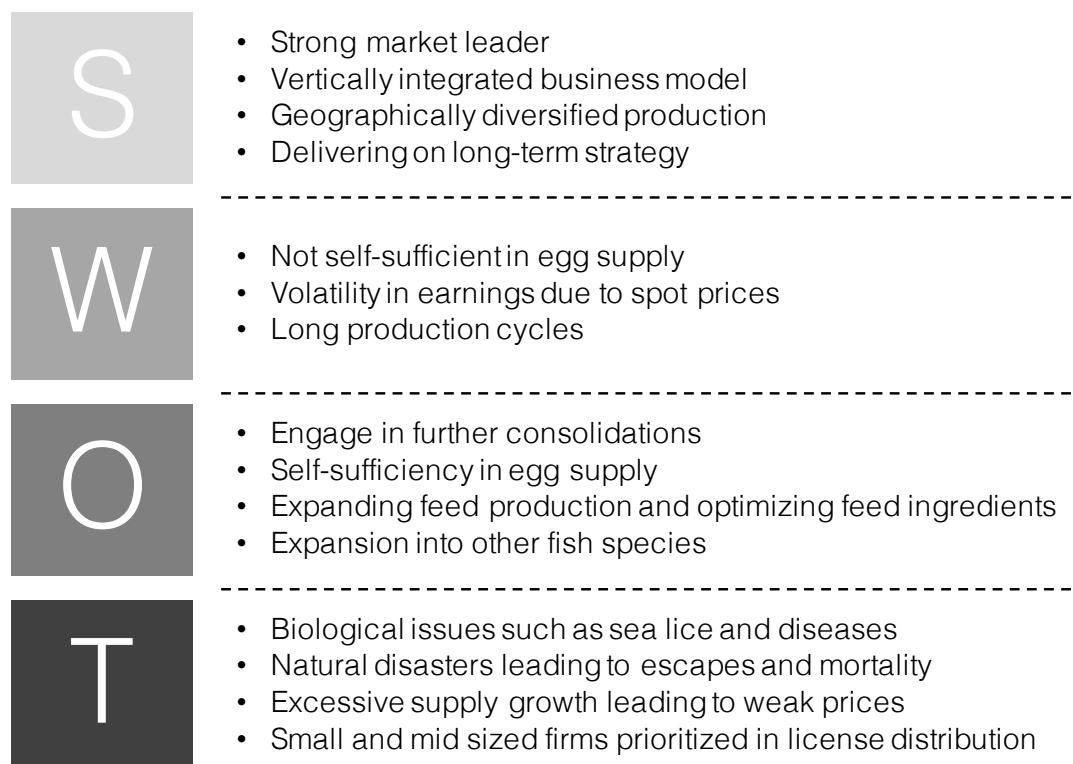 S
• Strong market leader
• Vertically integrated business model
• Geographically diversified production
• Delivering on long-term strategy
W
• Not self-sufficient in egg supply
• Volatility in earnings due to spot prices
• Long production cycles
O
• Engage in further consolidations
• Self-sufficiency in egg supply
• Expanding feed production and optimizing feed ingredients
• Expansion into other fish species
T
• Biological issues such as sea lice and diseases
• Natural disasters leading to escapes and mortality
• Excessive supply growth leading to weak prices
• Small and mid sized firms prioritized in license distribution